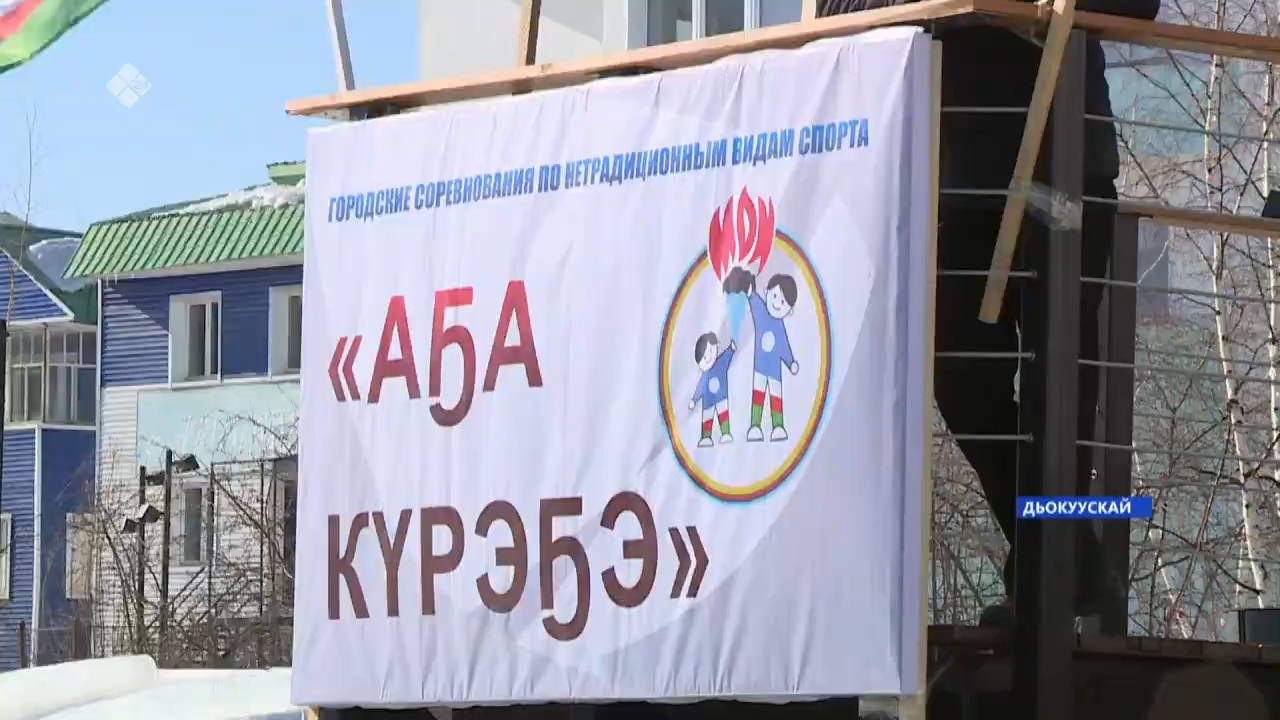 ГОРОДСКИЕ СОРЕВНОВАНИЯ ПО НЕТРАДИЦИОННЫМ ВИДАМ СПОРТА
«АҔА
КҮРЭҔЭ»
ДЬОКУУСКАЙ